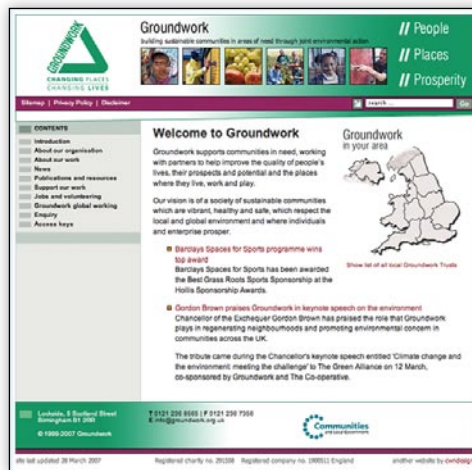 GROUNDWORK
CHANGING PLACES
CHANGING LIVES
Groundwork
building sustainable communities in areas of need through joint environmental action
// People
// Places
// Prosperity
Sitemap | Privacy Policy | Disclaimer
search ...
Go
CONTENTS
Introduction
About our organisation
About our work
News
Publications and resources
Support our work
Jobs and volunteering
Groundwork global working
Enquiry
Access keys
Welcome to Groundwork
Groundwork supports communities in need, working
with partners to help improve the quality of people's
lives, their prospects and potential and the places
where they live, work and play.
Our vision is of a society of sustainable communities
which are vibrant, healthy and safe, which respect the
local and global environment and where individuals
and enterprise prosper.
Barclays Spaces for Sports programme wins
top award
Barclays Spaces for Sports has been awarded
the Best Grass Roots Sports Sponsorship at the
Hollis Sponsorship Awards.
Gordon Brown praises Groundwork in keynote speech on the environment
Chancellor of the Exchequer Gordon Brown has praised the role that Groundwork
plays in regenerating neighbourhoods and promoting environmental concern in
communities across the UK.
The tribute came during the Chancellor's keynote speech entitled 'Climate change and
the environment meeting the challenge' to The Green Alliance on 12 March,
co-sponsored by Groundwork and The Co-operative.
Groundwork
in your area
Show list of all local Groundwork Trusts
Lockside, 5 Scotland Street
Birmingham B1 2RR
© 1999-2007 Groundwork
T 0121 236 8565 | F 0121 236 7356
E info@groundwork.org.uk
Communities
and Local Government
site last updated 28 March 2007
Registered charity no. 291558 Registered company no. 1900511 England
another website by